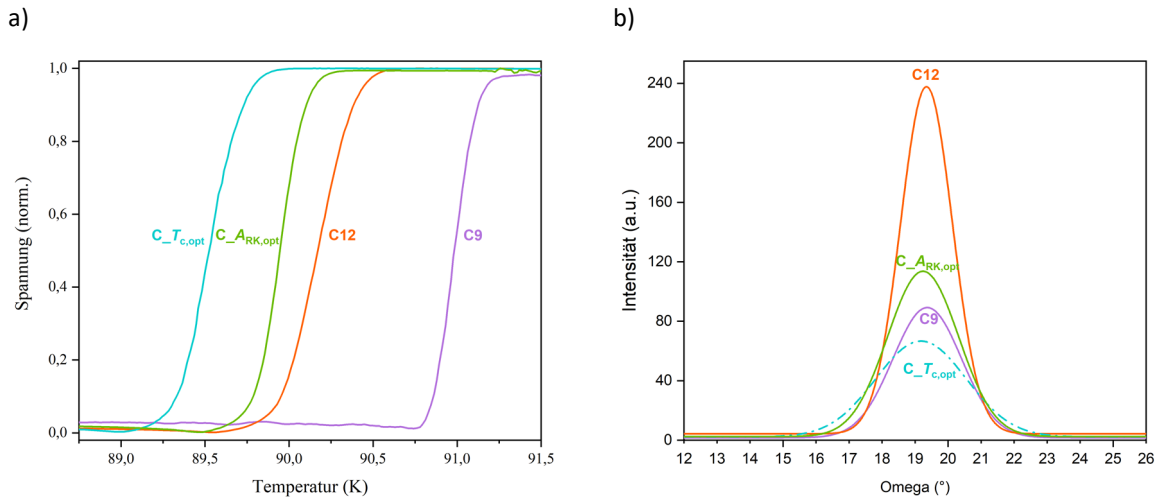 a)
b)
1,0
0,8
0,6
0,4
0,2
0,0
Spannung (norm.)
C_Tc,opt
C_ARK,opt
C12
C9
89,0 89,5 90,0 90,5 91,0 91,5
Temperatur (K)
240
200
160
120
80
40
0
Intensität (a.u.)
C12
C_ARK,opt
C9
C_Tc,opt
12 13 14 15 16 17 18 19 20 21 22 23 24 25 26
Omega (°)